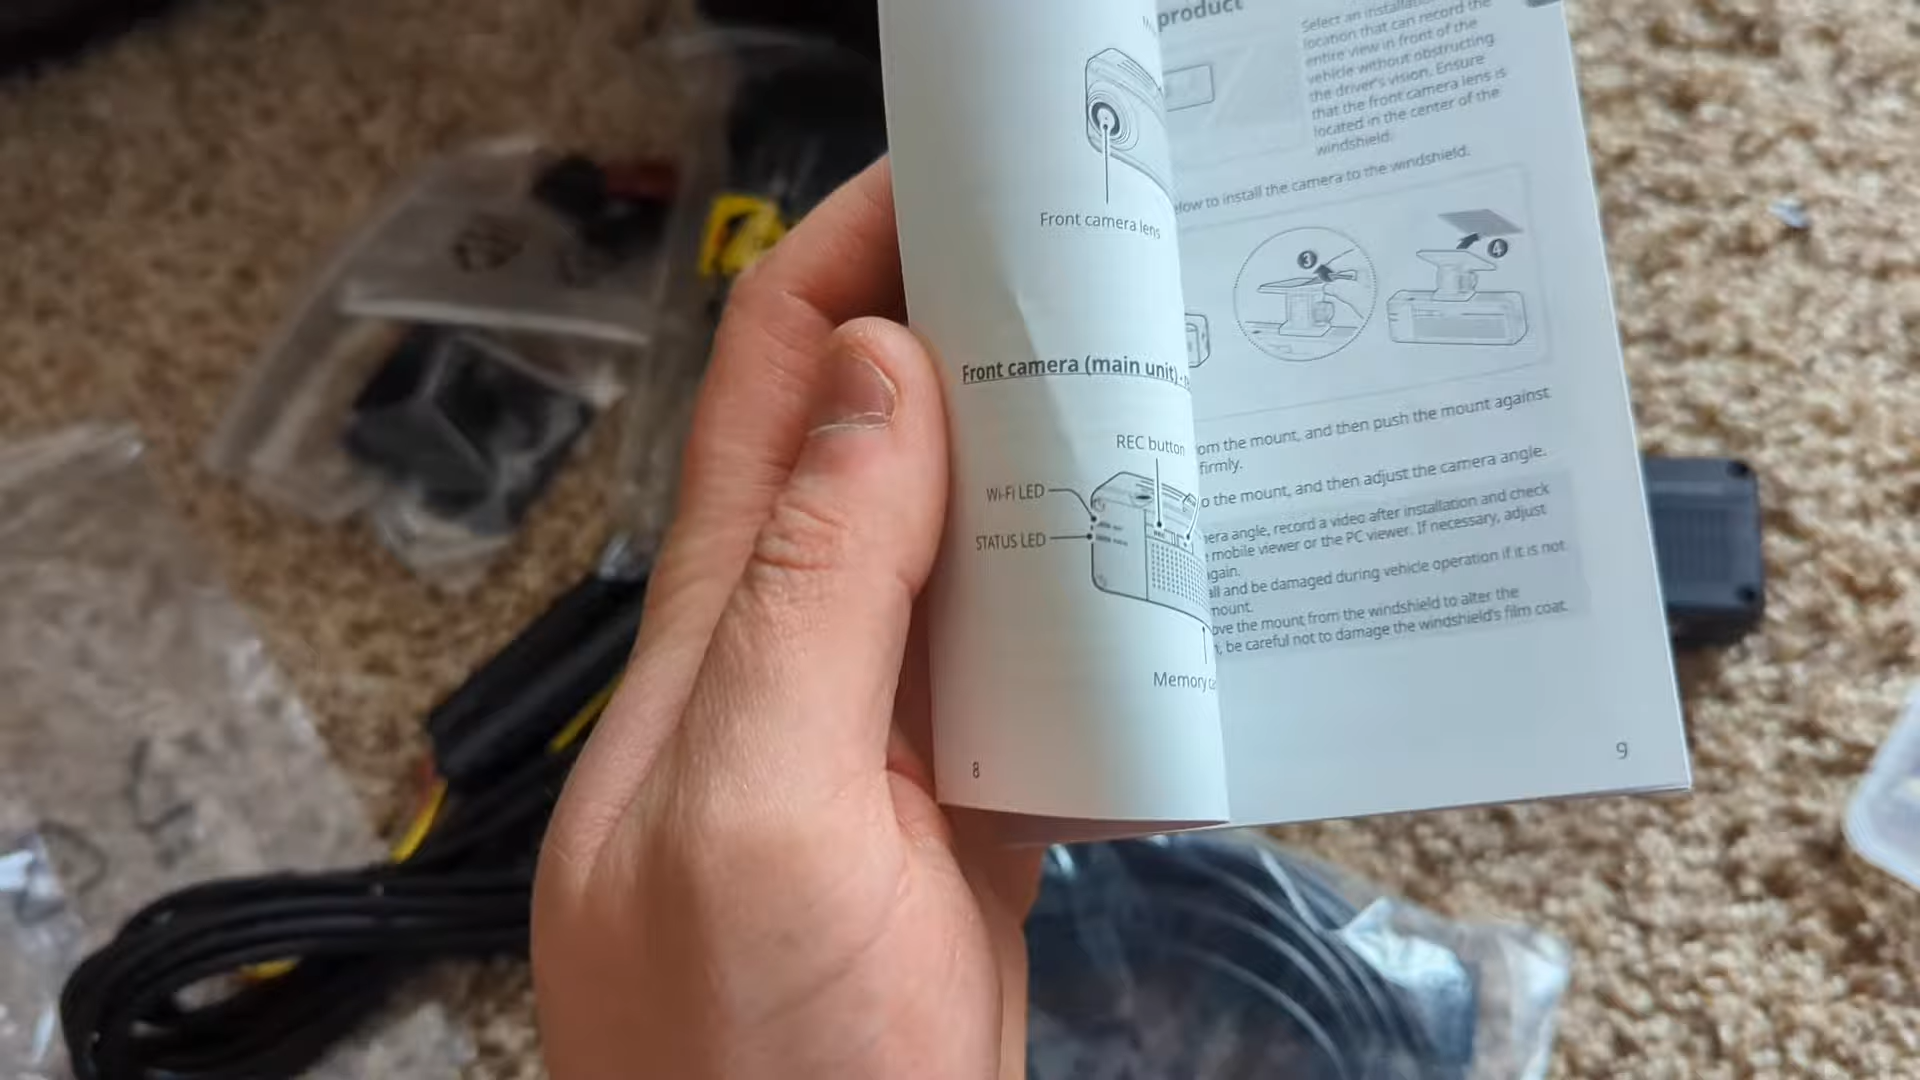 Front camera lens
Front camera (main unit) -
REC button
Wi-Fi LED
STATUS LED
Memory
8
product
Select an installation
location that can record the
entire view in front of the
vehicle without obstructing
the driver's vision. Ensure
that the front camera lens is
located in the center of the
windshield.
elow to install the camera to the windshield.
3
4
om the mount, and then push the mount against
firmly.
o the mount, and then adjust the camera angle.
era angle, record a video after installation and check
mobile viewer or the PC viewer. If necessary, adjust
gain.
all and be damaged during vehicle operation if it is not
mount.
ove the mount from the windshield to alter the
t, be careful not to damage the windshield's film coat.
9